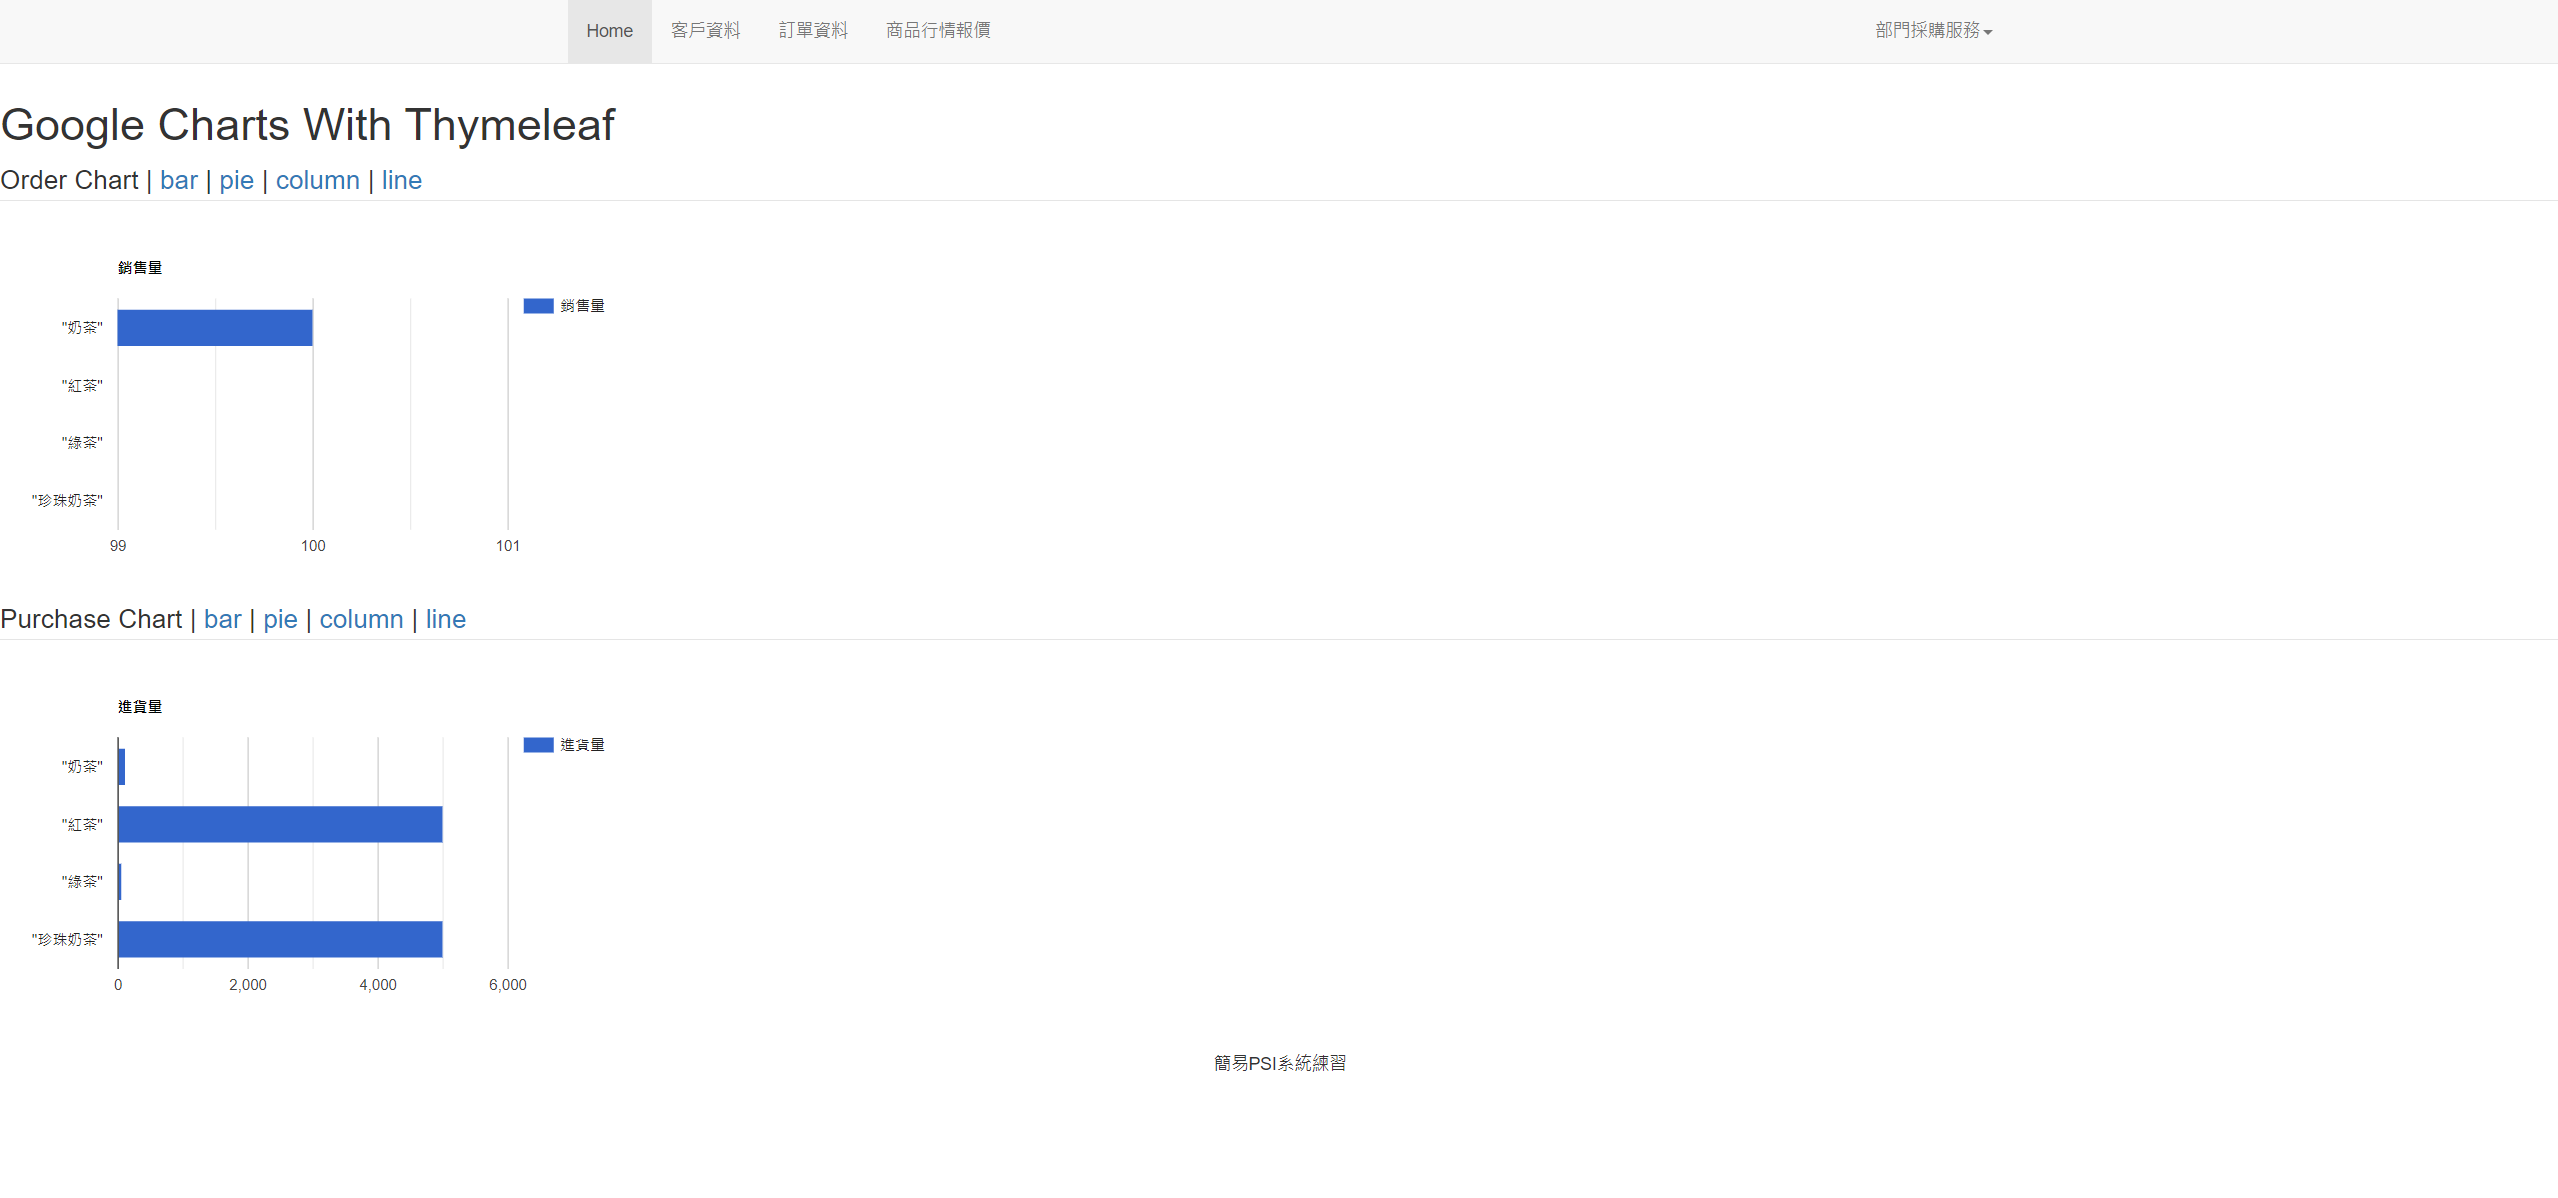 Home 客戶資料 訂單資料 商品行情報價 部門採購服務
Google Charts With Thymeleaf
Order Chart | bar | pie | column | line
銷售量
銷售量
"奶茶"
"紅茶"
"綠茶"
"珍珠奶茶"
99 100 101
Purchase Chart | bar | pie | column | line
進貨量
進貨量
"奶茶"
"紅茶"
"綠茶"
"珍珠奶茶"
0 2,000 4,000 6,000
簡易PSI系統練習